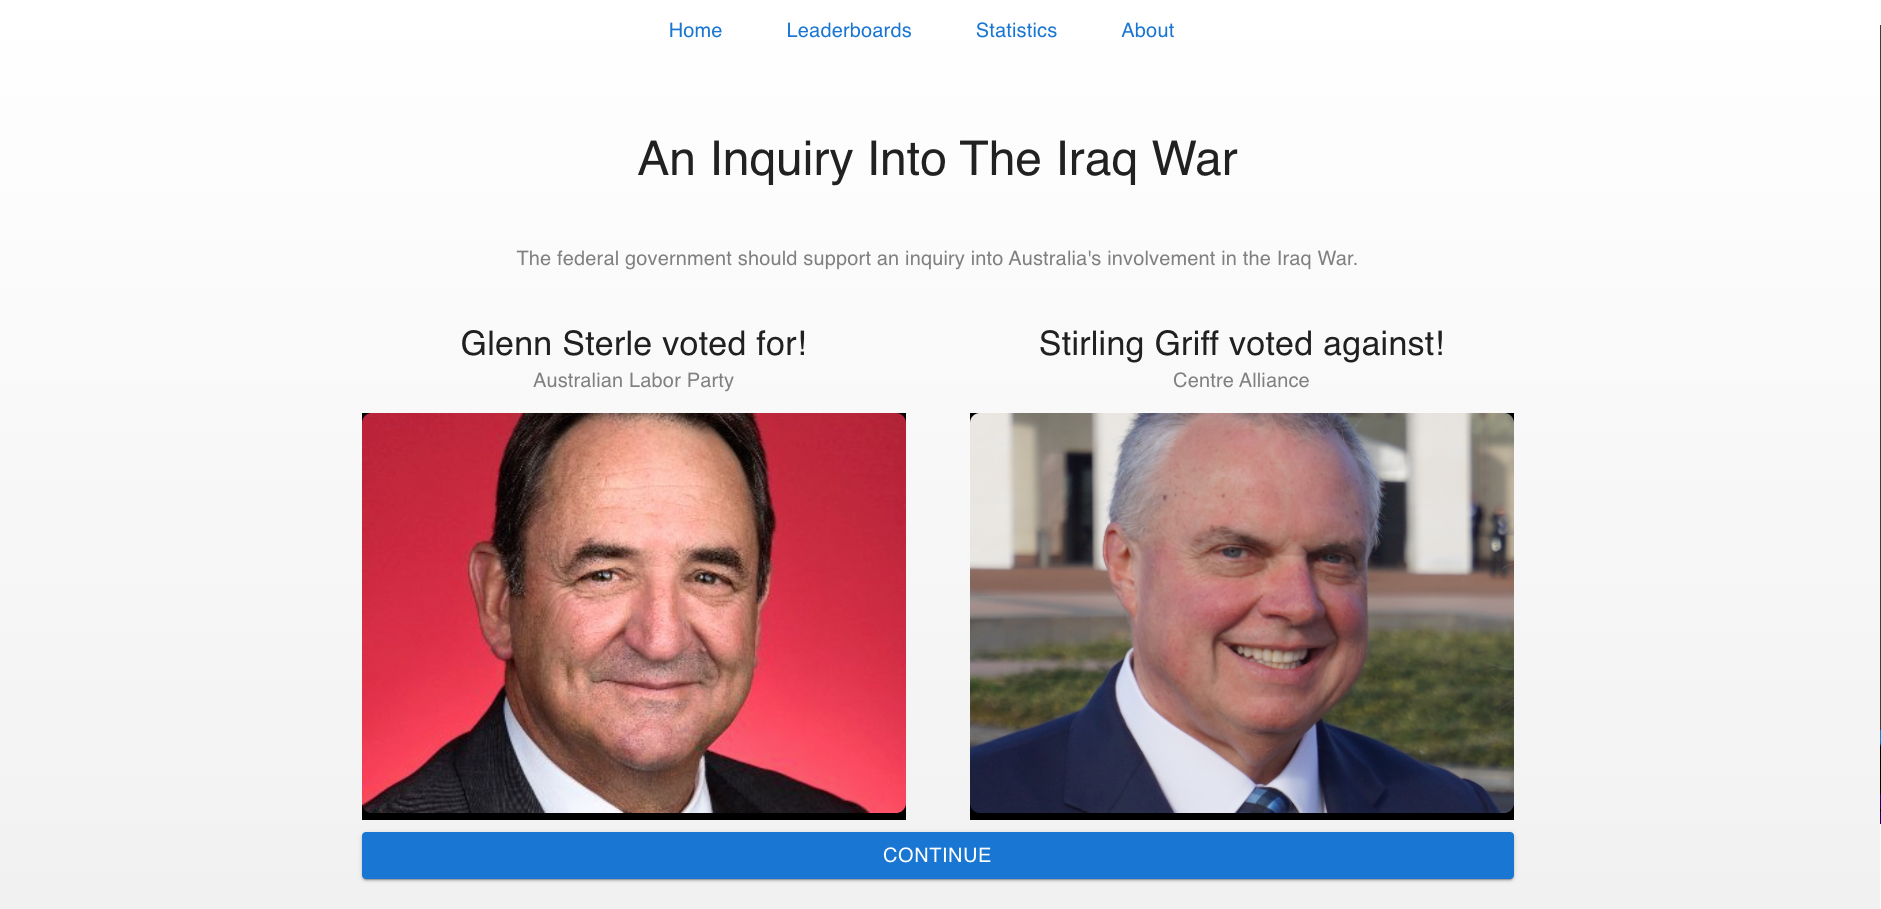 Home Leaderboards Statistics About
An Inquiry Into The Iraq War
The federal government should support an inquiry into Australia's involvement in the Iraq War.
Glenn Sterle voted for!
Australian Labor Party
Stirling Griff voted against!
Centre Alliance
CONTINUE